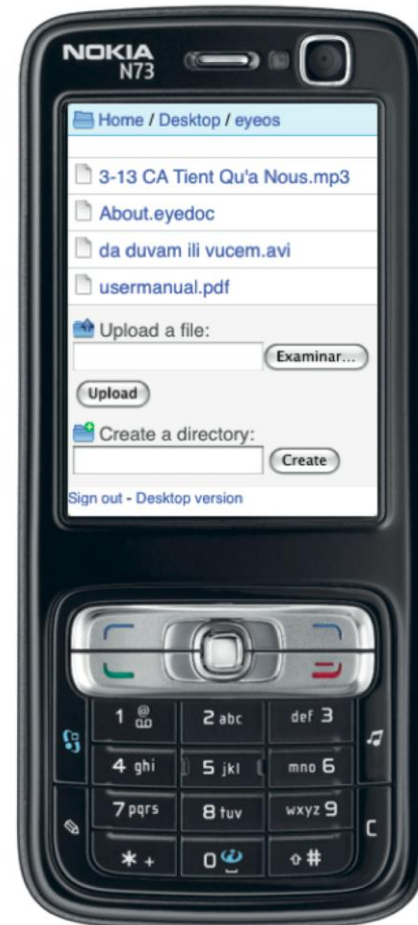 NOKIA
N73
Home / Desktop / eyeos
3-13 CA Tient Qu'a Nous.mp3
About.eyedoc
da duvam ili vucem.avi
usermanual.pdf
Upload a file:
Examinar...
Upload
Create a directory:
Create
Sign out - Desktop version
1 @
2 abc
def 3
4 ghi
5 jkl
mno 6
7 pqrs
8 tuv
wxyz 9
* +
0
#
C